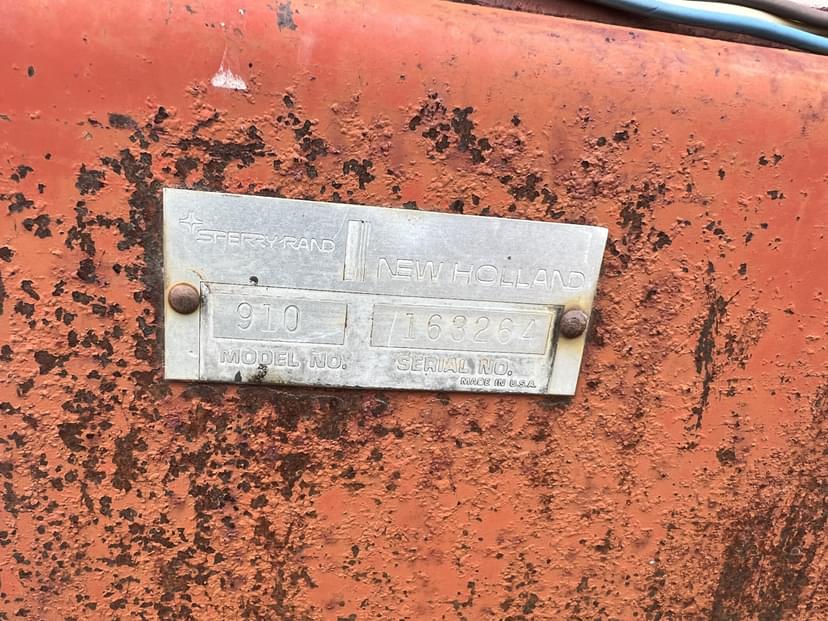 SPERRY RAND
NEW HOLLAND
910
163264
MODEL NO.
SERIAL NO.
MADE IN U.S.A.